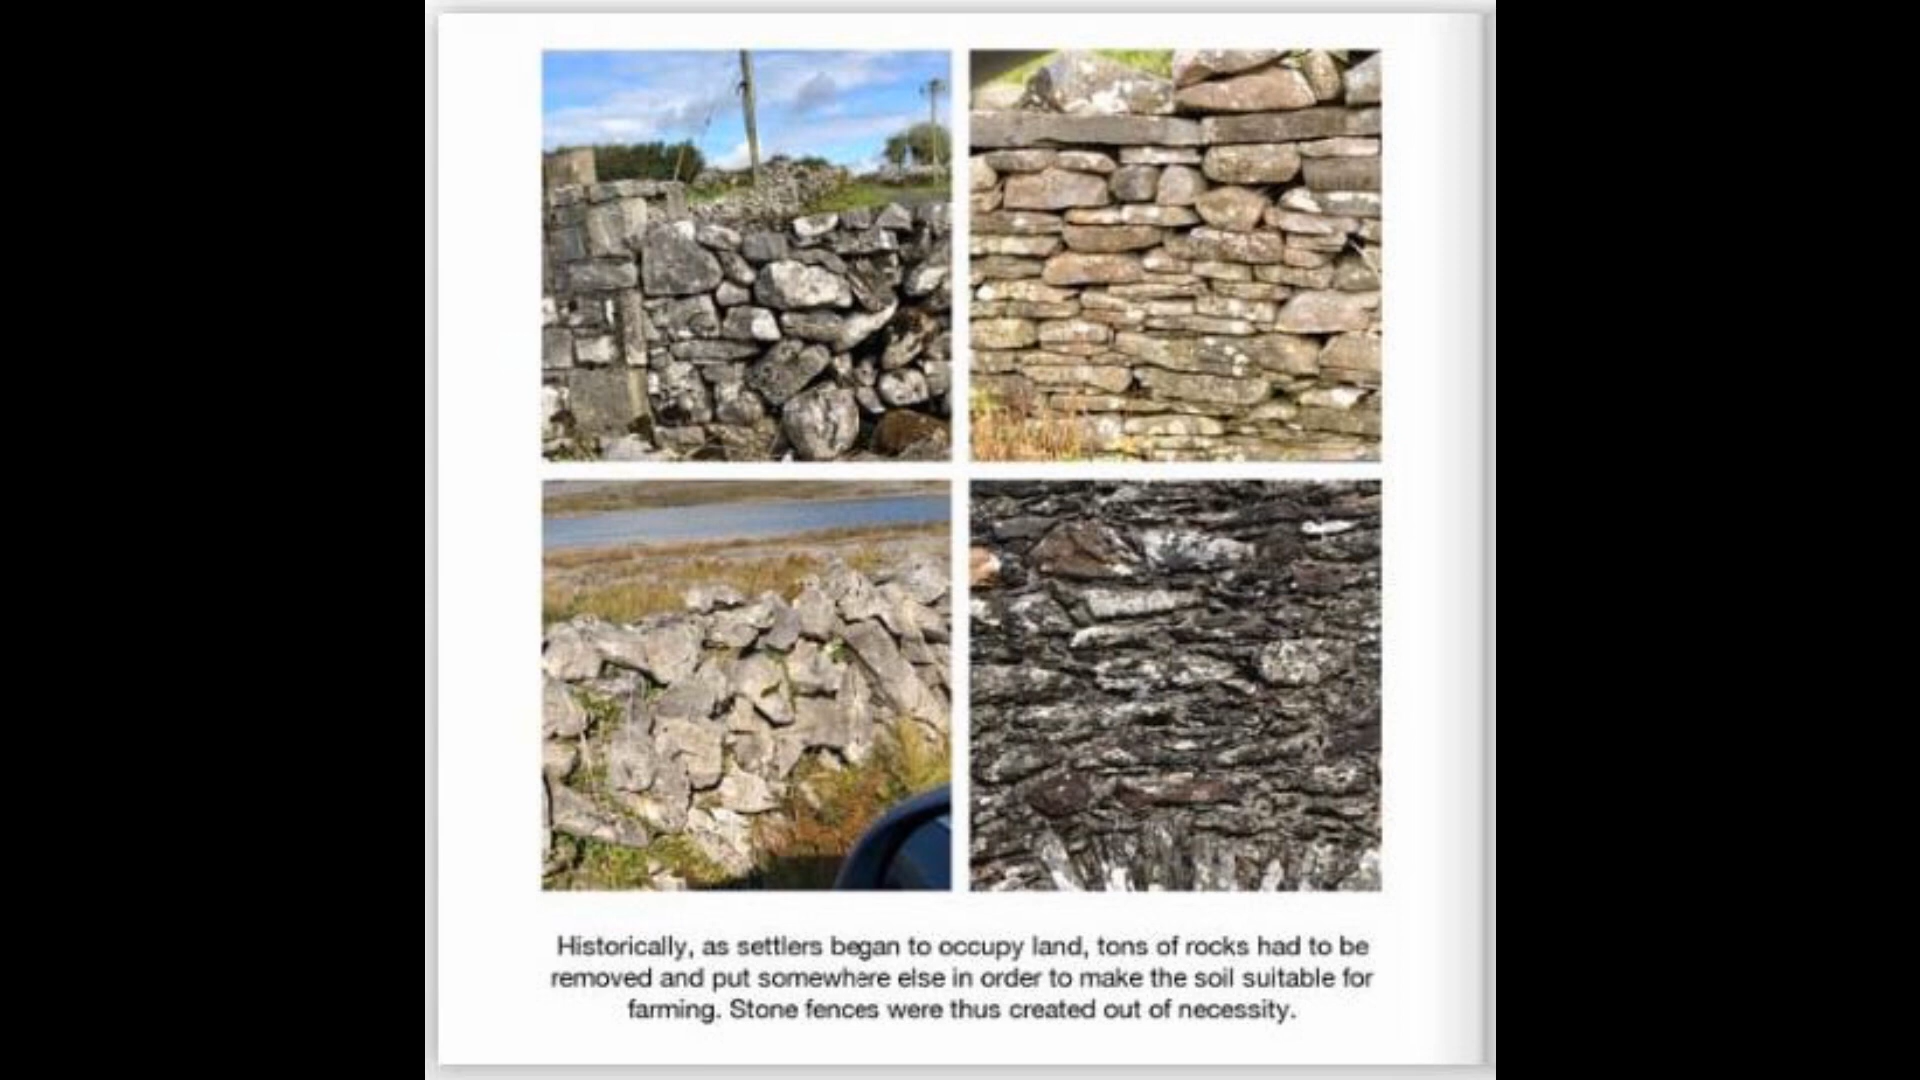 Historically, as settlers began to occupy land, tons of rocks had to be
removed and put somewhere else in order to make the soil suitable for
farming. Stone fences were thus created out of necessity.